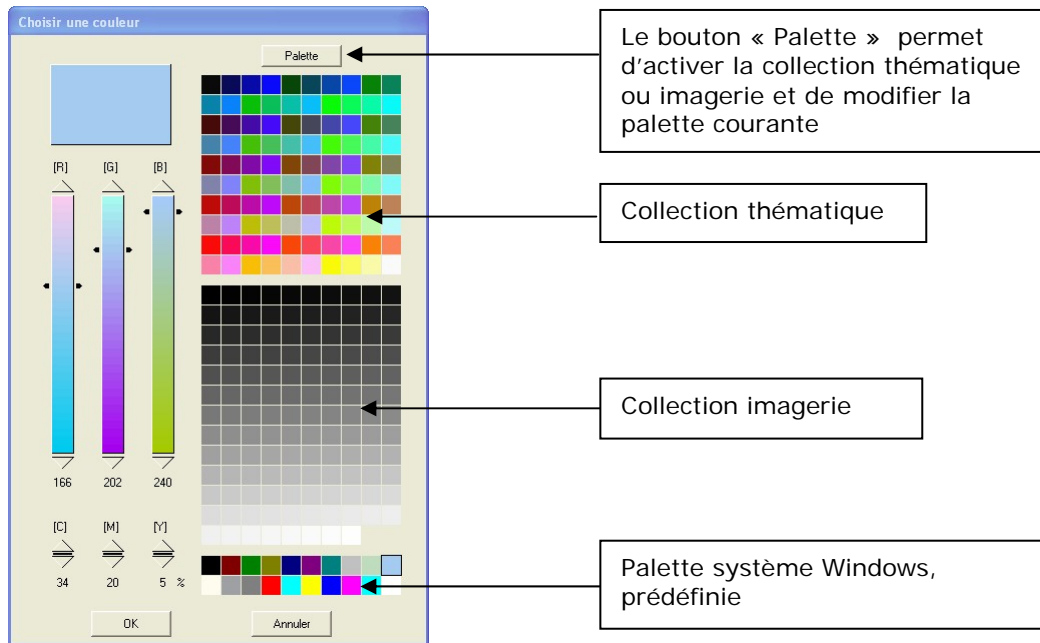 Choisir une couleur
Palette
[R] [G] [B]
166 202 240
[C] [M] [Y]
34 20 5 %
OK Annuler
Le bouton « Palette » permet
d'activer la collection thématique
ou imagerie et de modifier la
palette courante
Collection thématique
Collection imagerie
Palette système Windows,
prédéfinie